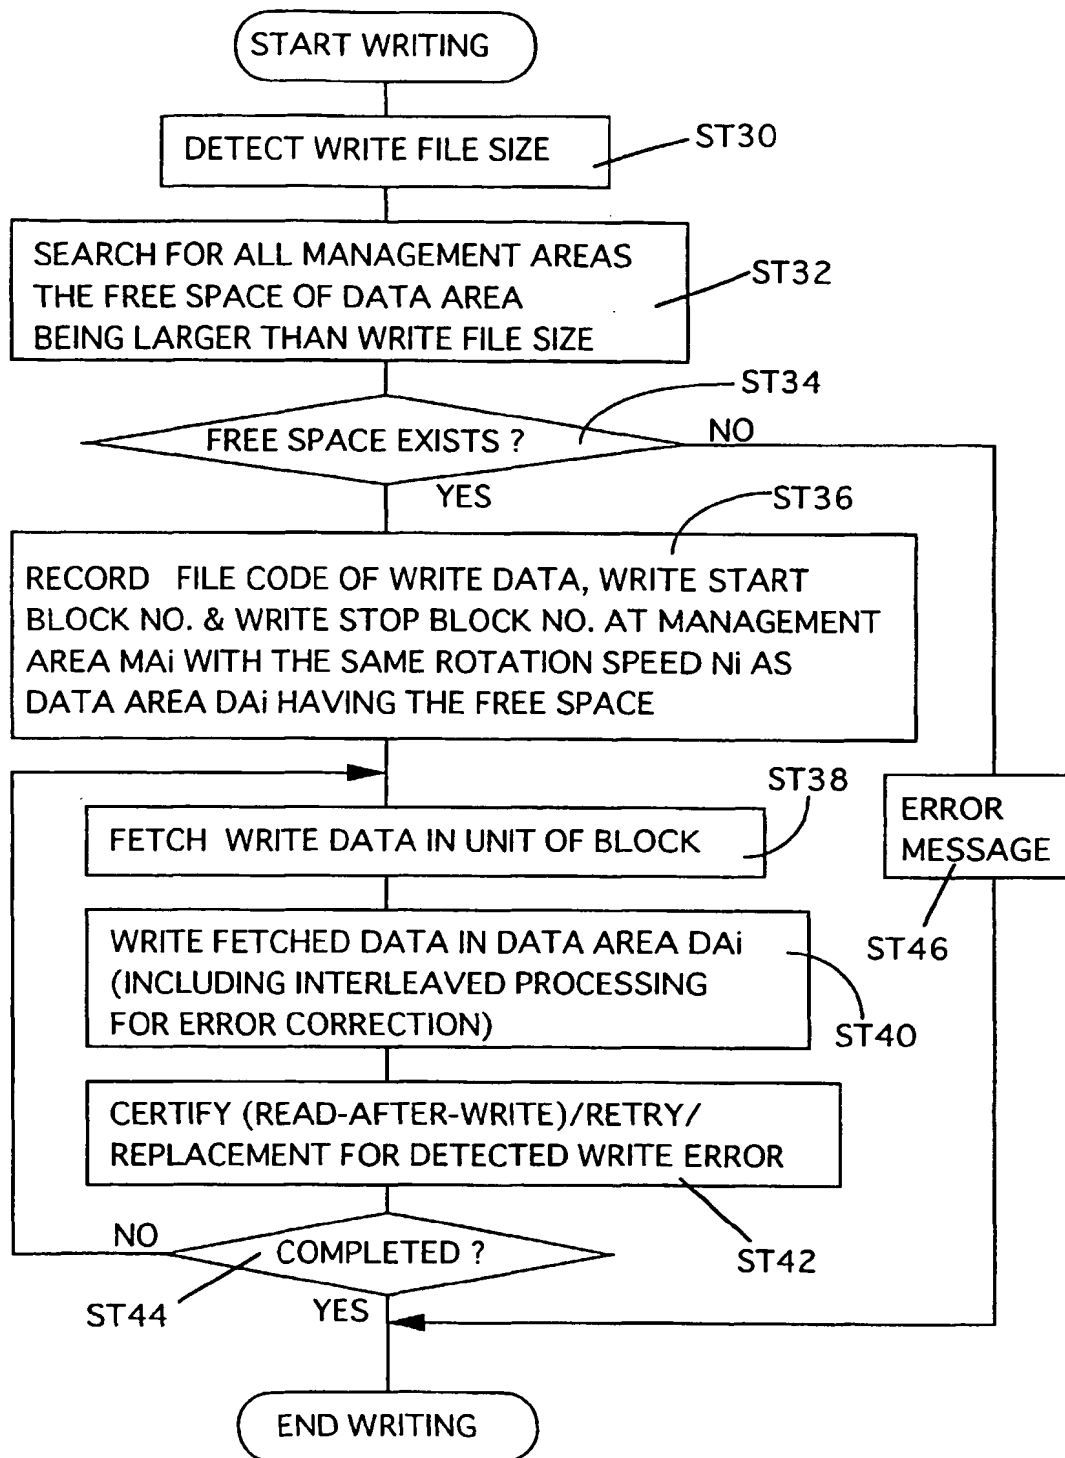 START WRITING
DETECT WRITE FILE SIZE
ST30
SEARCH FOR ALL MANAGEMENT AREAS
THE FREE SPACE OF DATA AREA
BEING LARGER THAN WRITE FILE SIZE
ST32
ST34
FREE SPACE EXISTS ?
NO
YES
ST36
RECORD FILE CODE OF WRITE DATA, WRITE START
BLOCK NO. & WRITE STOP BLOCK NO. AT MANAGEMENT
AREA MAi WITH THE SAME ROTATION SPEED Ni AS
DATA AREA DAi HAVING THE FREE SPACE
ST38
FETCH WRITE DATA IN UNIT OF BLOCK
ERROR
MESSAGE
ST46
WRITE FETCHED DATA IN DATA AREA DAi
(INCLUDING INTERLEAVED PROCESSING
FOR ERROR CORRECTION)
ST40
CERTIFY (READ-AFTER-WRITE)/RETRY/
REPLACEMENT FOR DETECTED WRITE ERROR
ST42
NO
COMPLETED ?
ST44
YES
END WRITING